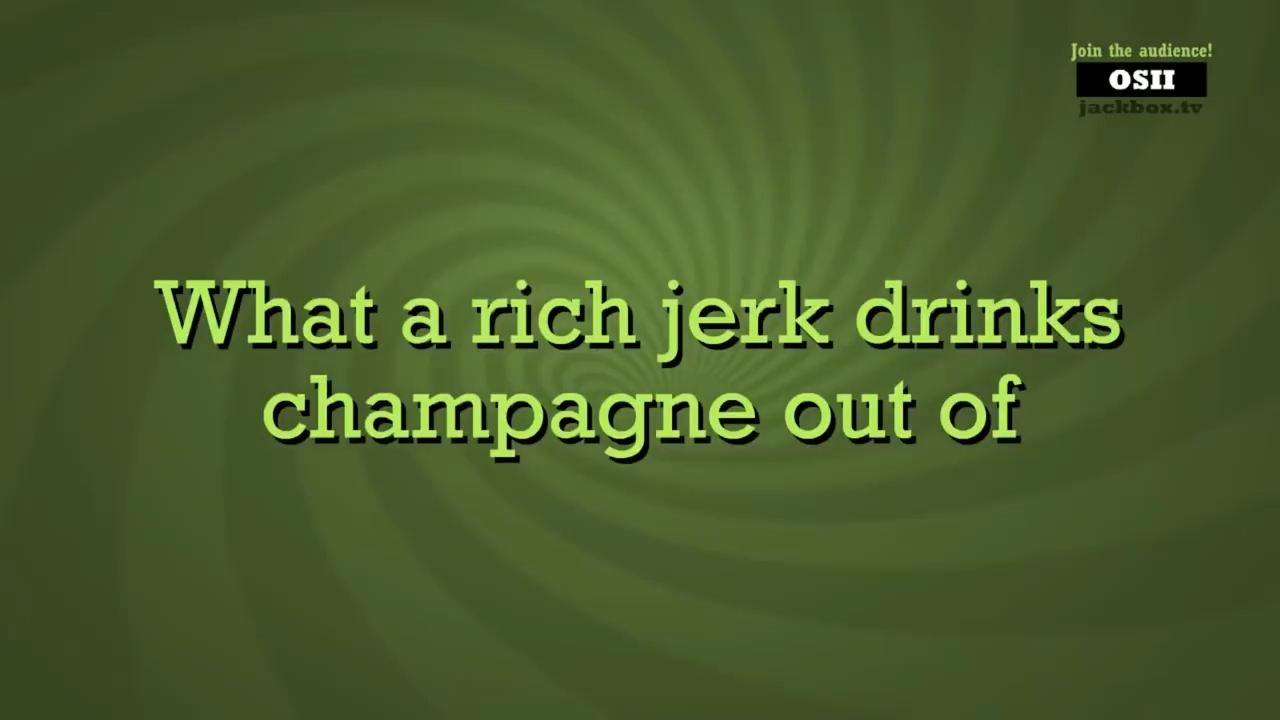 Join the audience!
OSII
jackbox.tv
What a rich jerk drinks
champagne out of